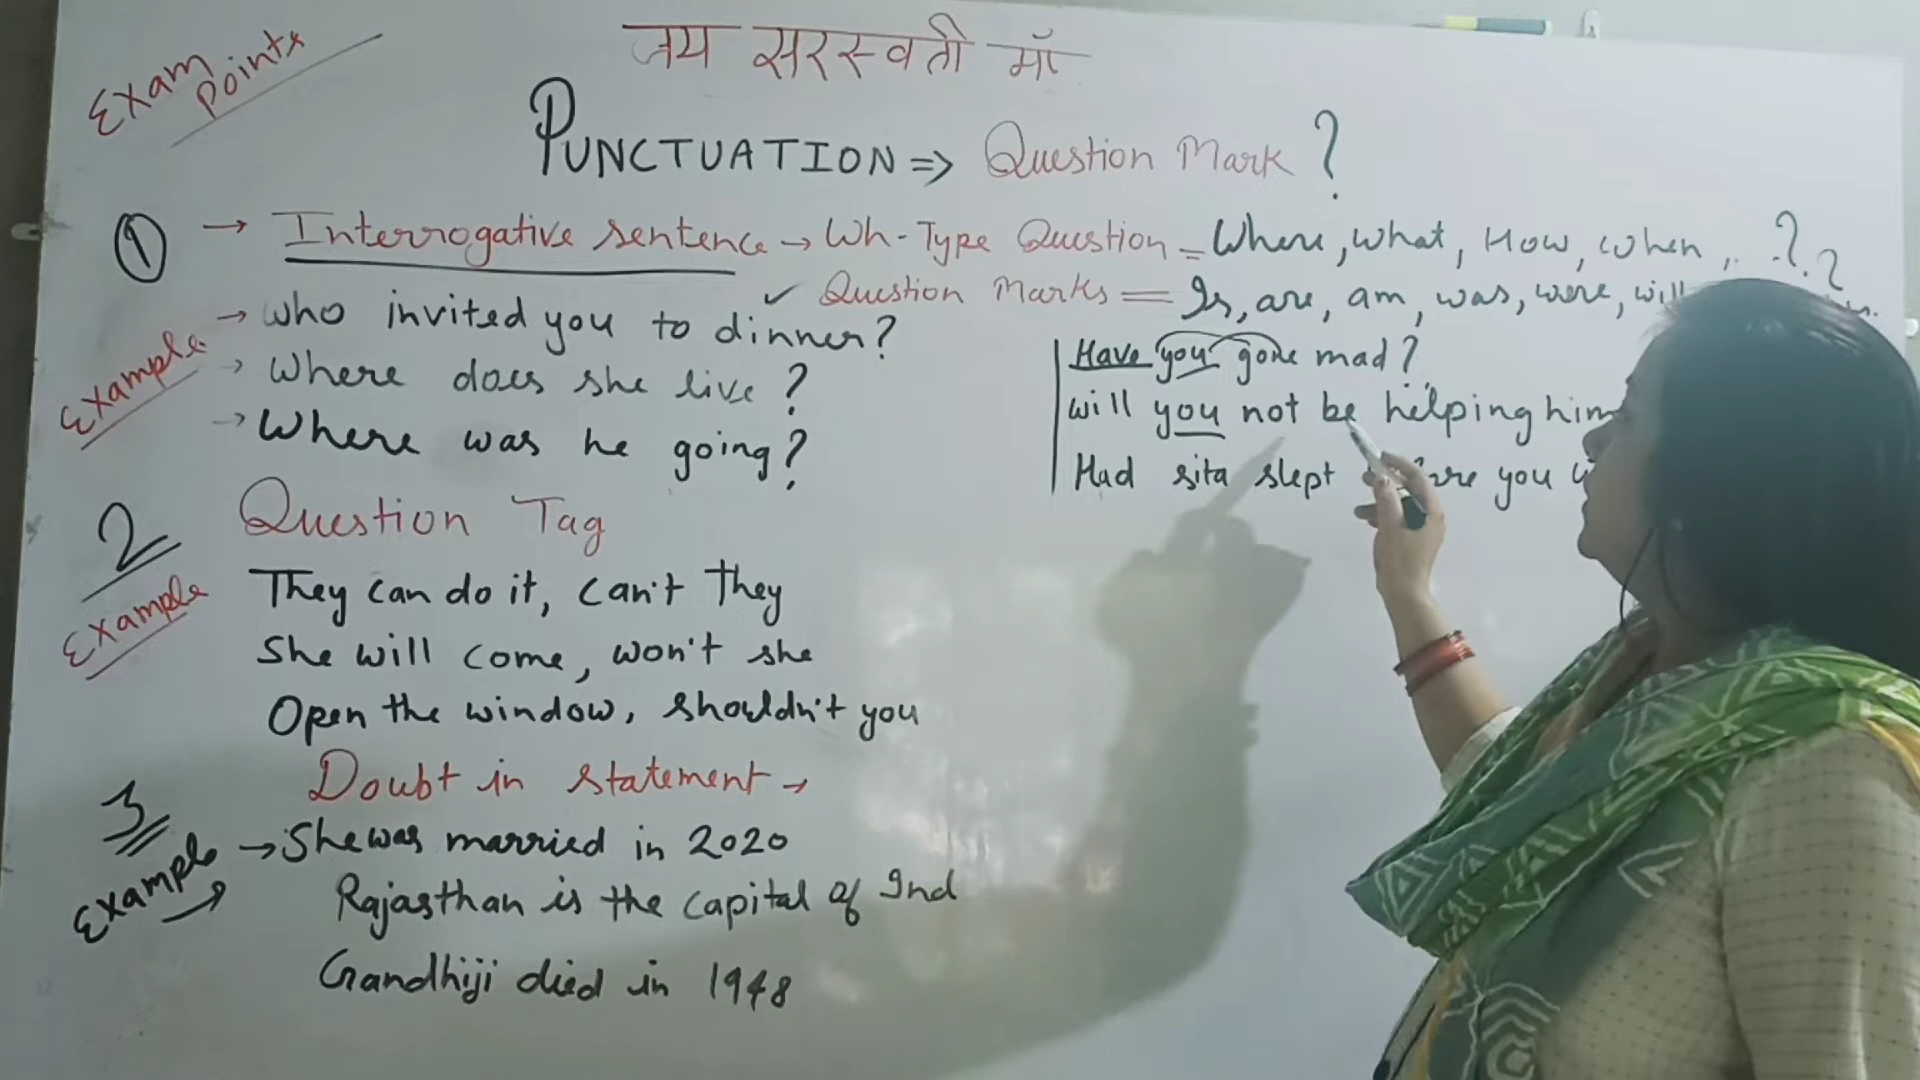 Exam points
जय सरस्वती माँ
PUNCTUATION => Question Mark ?
1 → Interrogative sentence → Wh-Type Question = Where, what, How, when, .. ? ?
✓ Question Marks = Is, are, am, was, were,
Example
→ who invited you to dinner?
→ Where does she live ?
→ Where was he going?
Have you gone mad?
will you not be helping him
Had sita slept you
2 Question Tag
Example
They can do it, can't they
She will come, won't she
Open the window, shouldn't you
3 Doubt in statement →
Example → → She was married in 2020
Rajasthan is the capital of Ind
Gandhiji died in 1948